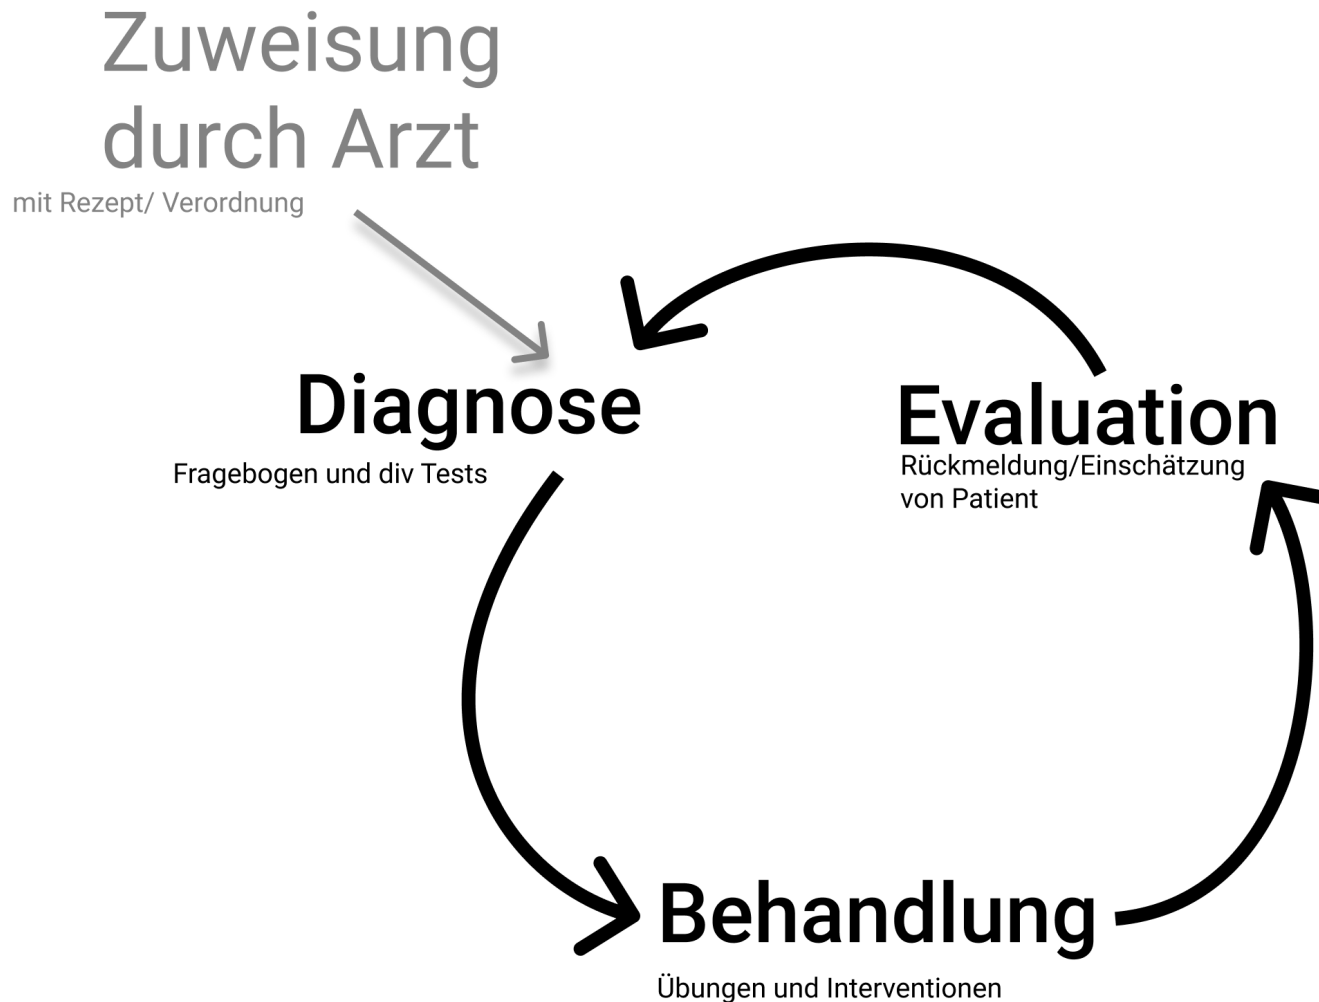 Zuweisung
durch Arzt
mit Rezept/ Verordnung
Diagnose
Fragebogen und div Tests
Evaluation
Rückmeldung/Einschätzung
von Patient
Behandlung
Übungen und Interventionen